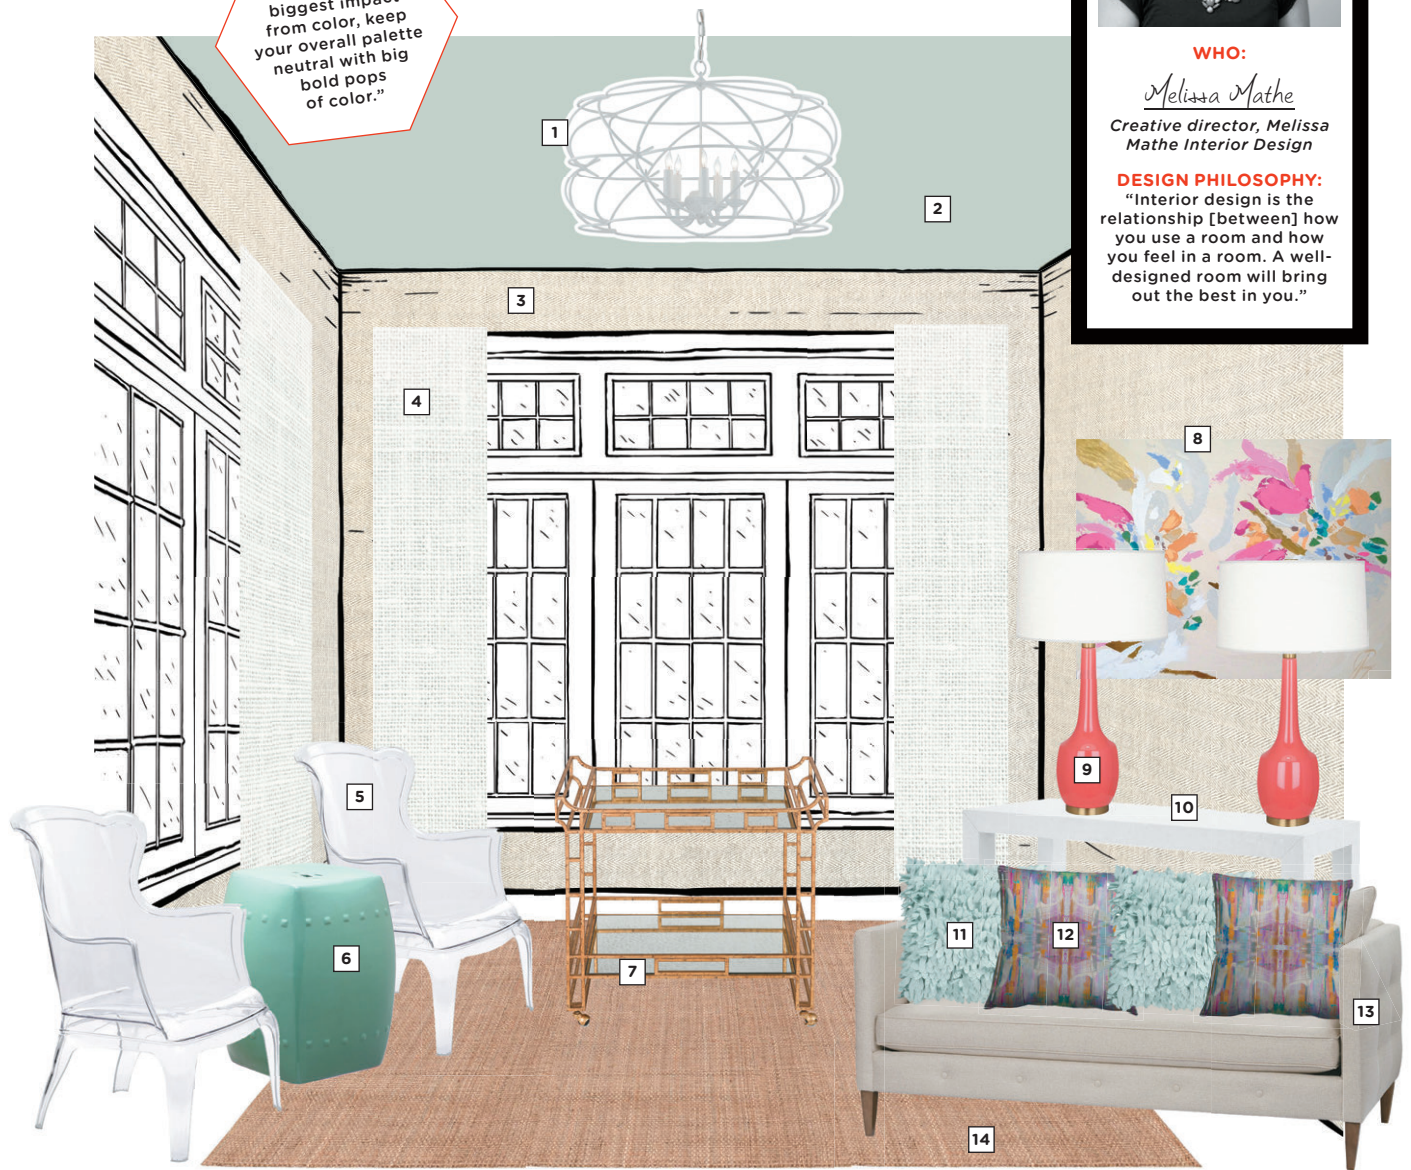 biggest impact
from color, keep
your overall palette
neutral with big
bold pops
of color.”
WHO:
Melissa Mathe
Creative director, Melissa
Mathe Interior Design
DESIGN PHILOSOPHY:
“Interior design is the
relationship [between] how
you use a room and how
you feel in a room. A well-
designed room will bring
out the best in you.”
1
2
3
4
5
6
7
8
9
10
11
12
13
14